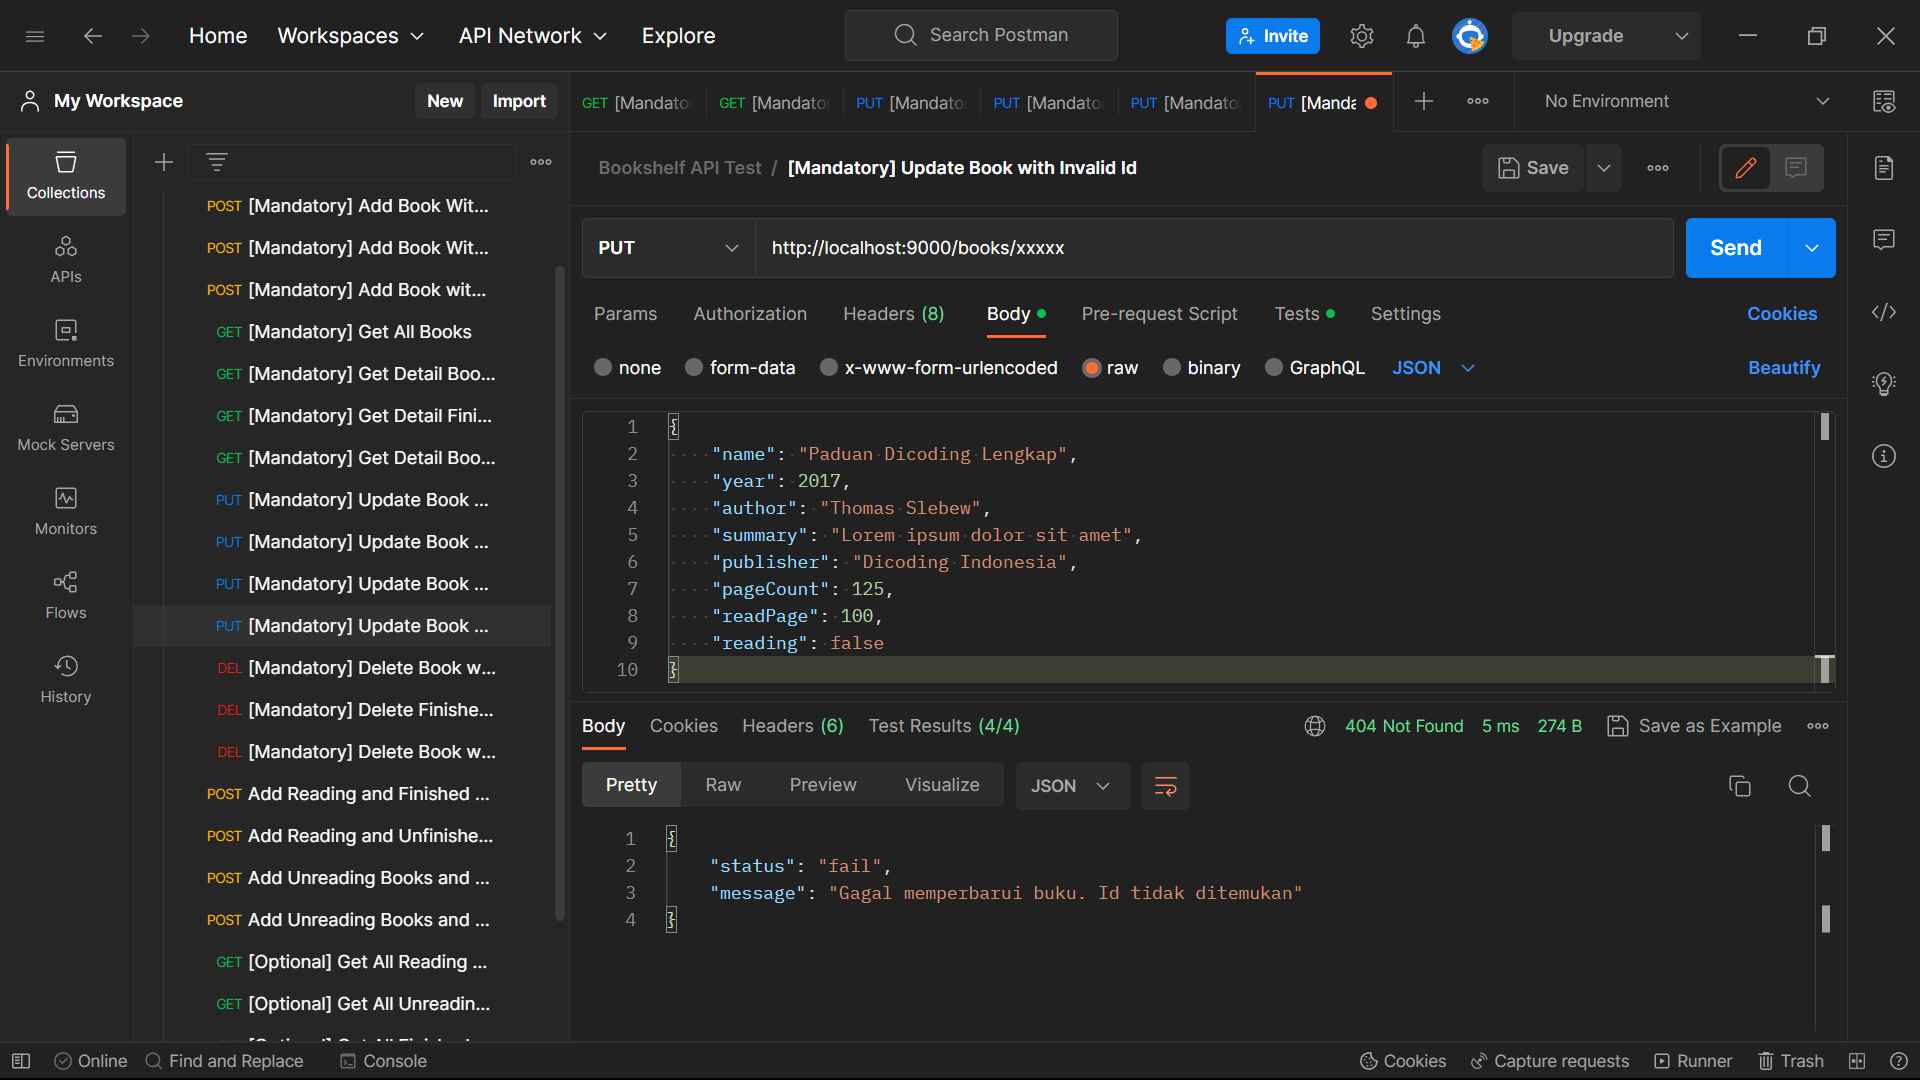 Home
Workspaces
API Network
Explore
Search Postman
Invite
Upgrade
My Workspace
New
Import
GET [Mandato
GET [Mandato
PUT [Mandato
PUT [Mandato
PUT [Mandato
PUT [Manda
No Environment
Collections
APIs
Environments
Mock Servers
Monitors
Flows
History
POST [Mandatory] Add Book Wit...
POST [Mandatory] Add Book Wit...
POST [Mandatory] Add Book wit...
GET [Mandatory] Get All Books
GET [Mandatory] Get Detail Boo...
GET [Mandatory] Get Detail Fini...
GET [Mandatory] Get Detail Boo...
PUT [Mandatory] Update Book ...
PUT [Mandatory] Update Book ...
PUT [Mandatory] Update Book ...
PUT [Mandatory] Update Book ...
DEL [Mandatory] Delete Book w...
DEL [Mandatory] Delete Finishe...
DEL [Mandatory] Delete Book w...
POST Add Reading and Finished ...
POST Add Reading and Unfinishe...
POST Add Unreading Books and ...
POST Add Unreading Books and ...
GET [Optional] Get All Reading ...
GET [Optional] Get All Unreadin...
Bookshelf API Test / [Mandatory] Update Book with Invalid Id
Save
PUT
http://localhost:9000/books/xxxxx
Send
Params
Authorization
Headers (8)
Body
Pre-request Script
Tests
Settings
Cookies
none
form-data
x-www-form-urlencoded
raw
binary
GraphQL
JSON
Beautify
1 {
2 "name": "Paduan Dicoding Lengkap",
3 "year": 2017,
4 "author": "Thomas Slebew",
5 "summary": "Lorem ipsum dolor sit amet",
6 "publisher": "Dicoding Indonesia",
7 "pageCount": 125,
8 "readPage": 100,
9 "reading": false
10 }
Body
Cookies
Headers (6)
Test Results (4/4)
404 Not Found
5 ms
274 B
Save as Example
Pretty
Raw
Preview
Visualize
JSON
1 {
2 "status": "fail",
3 "message": "Gagal memperbarui buku. Id tidak ditemukan"
4 }
Online
Find and Replace
Console
Cookies
Capture requests
Runner
Trash